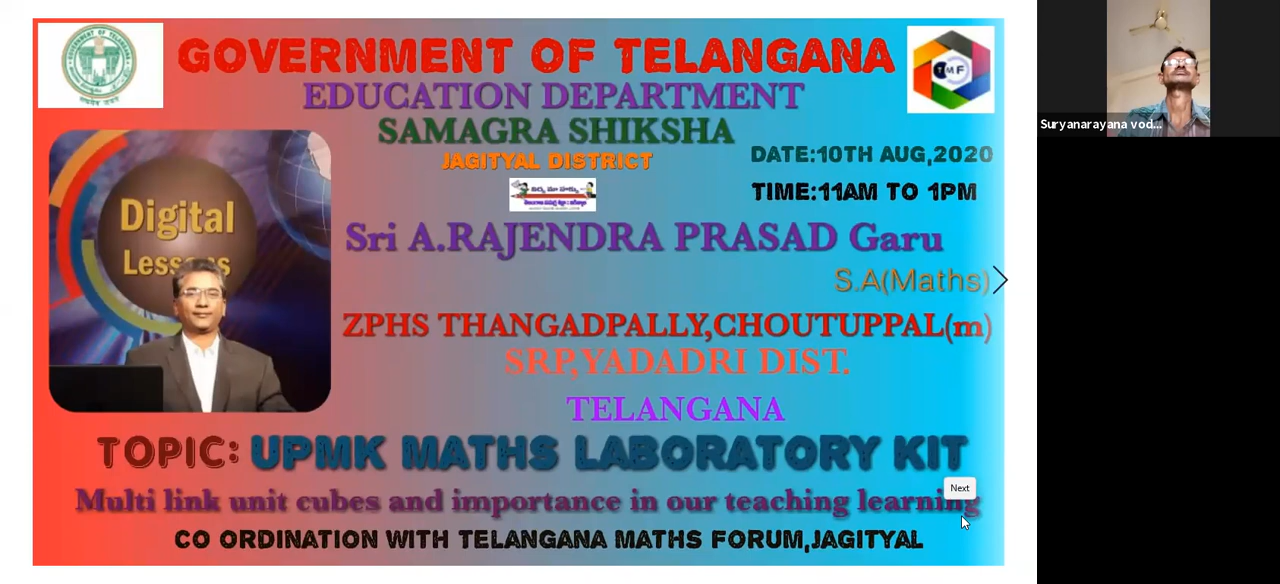 GOVERNMENT OF TELANGANA
EDUCATION DEPARTMENT
SAMAGRA SHIKSHA
JAGITYAL DISTRICT
DATE:10TH AUG,2020
TIME:11AM TO 1PM
TMF
Digital
Lessons
Sri A.RAJENDRA PRASAD Garu
S.A(Maths)
ZPHS THANGADPALLY,CHOUTUPPAL(m)
SRP,YADADRI DIST.
TELANGANA
TOPIC: UPMK MATHS LABORATORY KIT
Multi link unit cubes and importance in our teaching learning
Next
CO ORDINATION WITH TELANGANA MATHS FORUM,JAGITYAL
Suryanarayana vod...